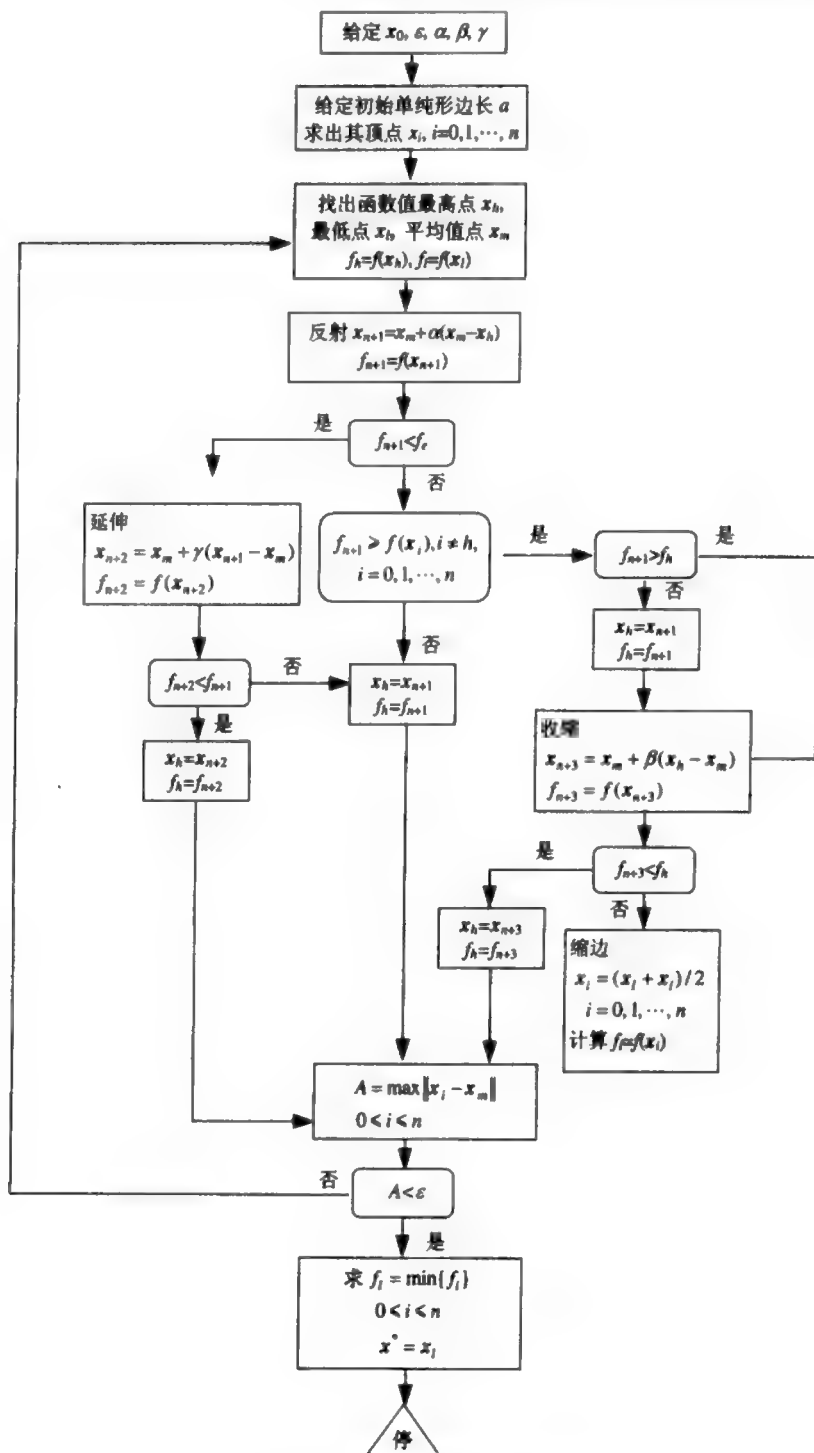 给定 x₀, ε, α, β, γ
给定初始单纯形边长 a
求出其顶点 xᵢ, i=0,1,⋯, n
找出函数值最高点 xₕ,
最低点 xₗ, 平均值点 xₘ
fₕ=f(xₕ), fₗ=f(xₗ)
反射 xₙ₊₁=xₘ+α(xₘ−xₕ)
fₙ₊₁=f(xₙ₊₁)
是
fₙ₊₁<fₑ
否
延伸
xₙ₊₂ = xₘ + γ(xₙ₊₁ − xₘ)
fₙ₊₂ = f(xₙ₊₂)
fₙ₊₁ ⩾ f(xᵢ), i ≠ h,
i = 0,1,⋯, n
是
fₙ₊₁>fₕ
是
否
xₕ=xₙ₊₁
fₕ=fₙ₊₁
否
fₙ₊₂<fₙ₊₁
否
xₕ=xₙ₊₁
fₕ=fₙ₊₁
是
xₕ=xₙ₊₂
fₕ=fₙ₊₂
收缩
xₙ₊₃ = xₘ + β(xₕ − xₘ)
fₙ₊₃ = f(xₙ₊₃)
是
fₙ₊₃<fₕ
否
xₕ=xₙ₊₃
fₕ=fₙ₊₃
缩边
xᵢ = (xᵢ + xₗ)/2
i = 0,1,⋯, n
计算 fᵢ=f(xᵢ)
A = max‖xᵢ − xₘ‖
0 ⩽ i ⩽ n
否
A<ε
是
求 fₗ = min{fᵢ}
0 ⩽ i ⩽ n
x* = xₗ
停